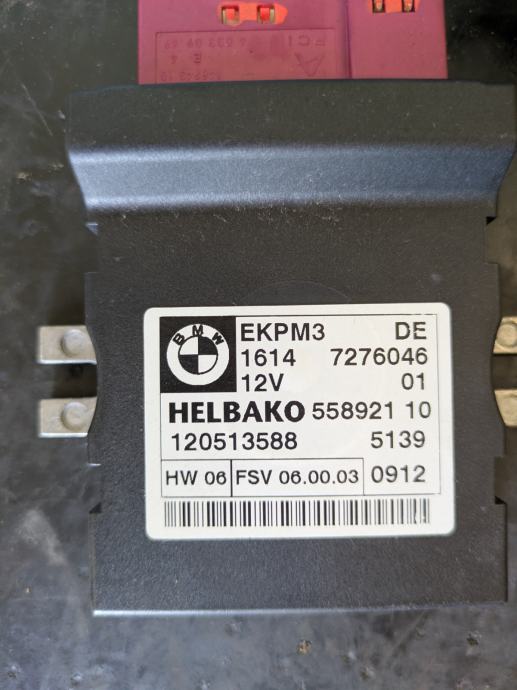 FCI
EKPM3 DE
BMW
1614 7276046
12V 01
HELBAKO 558921 10
120513588 5139
HW 06 FSV 06.00.03 0912